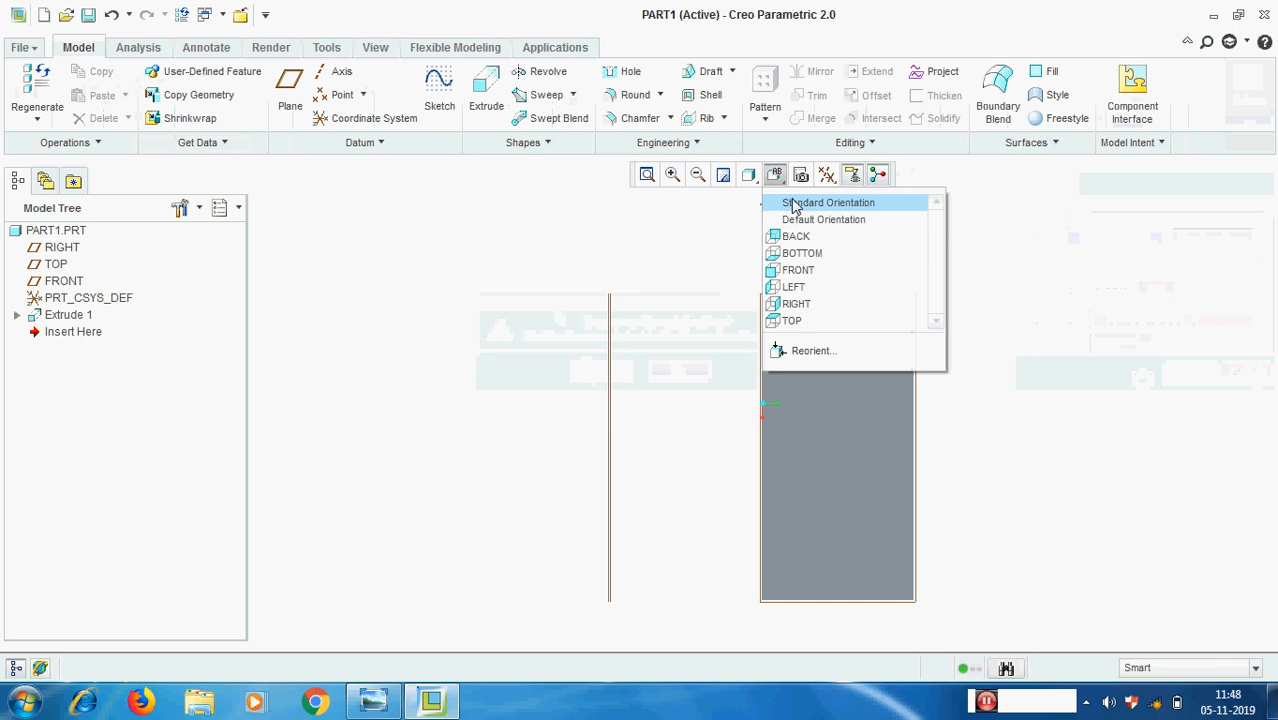 PART1 (Active) - Creo Parametric 2.0
File Model Analysis Annotate Render Tools View Flexible Modeling Applications
Regenerate
Copy
Paste
Delete
Operations
User-Defined Feature
Copy Geometry
Shrinkwrap
Get Data
Plane
Axis
Point
Coordinate System
Datum
Sketch
Extrude
Revolve
Sweep
Swept Blend
Shapes
Hole
Round
Chamfer
Draft
Shell
Rib
Engineering
Pattern
Mirror
Trim
Merge
Extend
Offset
Intersect
Project
Thicken
Solidify
Editing
Boundary
Blend
Fill
Style
Freestyle
Surfaces
Component
Interface
Model Intent
Model Tree
PART1.PRT
RIGHT
TOP
FRONT
PRT_CSYS_DEF
Extrude 1
Insert Here
AB
Standard Orientation
Default Orientation
BACK
BOTTOM
FRONT
LEFT
RIGHT
TOP
Reorient...
Smart
11:48
05-11-2019